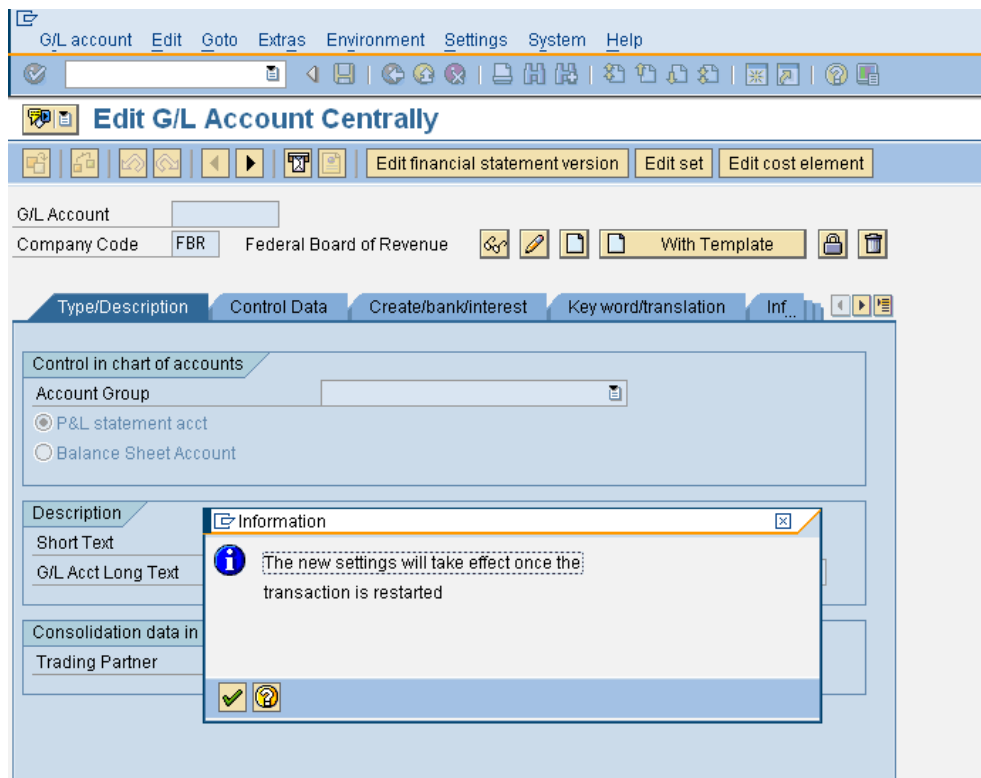 G/L account Edit Goto Extras Environment Settings System Help
Edit G/L Account Centrally
Edit financial statement version Edit set Edit cost element
G/L Account
Company Code FBR Federal Board of Revenue With Template
Type/Description Control Data Create/bank/interest Key word/translation Inf...
Control in chart of accounts
Account Group
P&L statement acct
Balance Sheet Account
Description
Short Text
G/L Acct Long Text
Information
The new settings will take effect once the
transaction is restarted
Consolidation data in
Trading Partner